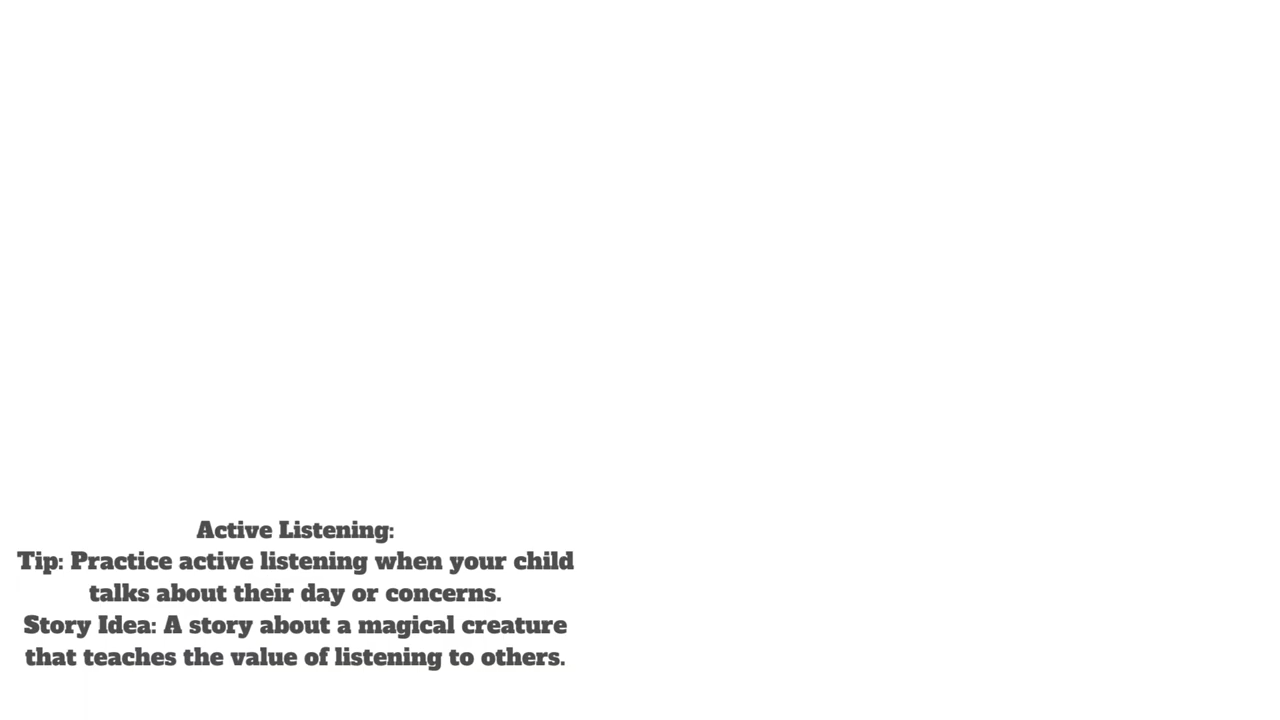 Active Listening:
Tip: Practice active listening when your child
talks about their day or concerns.
Story Idea: A story about a magical creature
that teaches the value of listening to others.